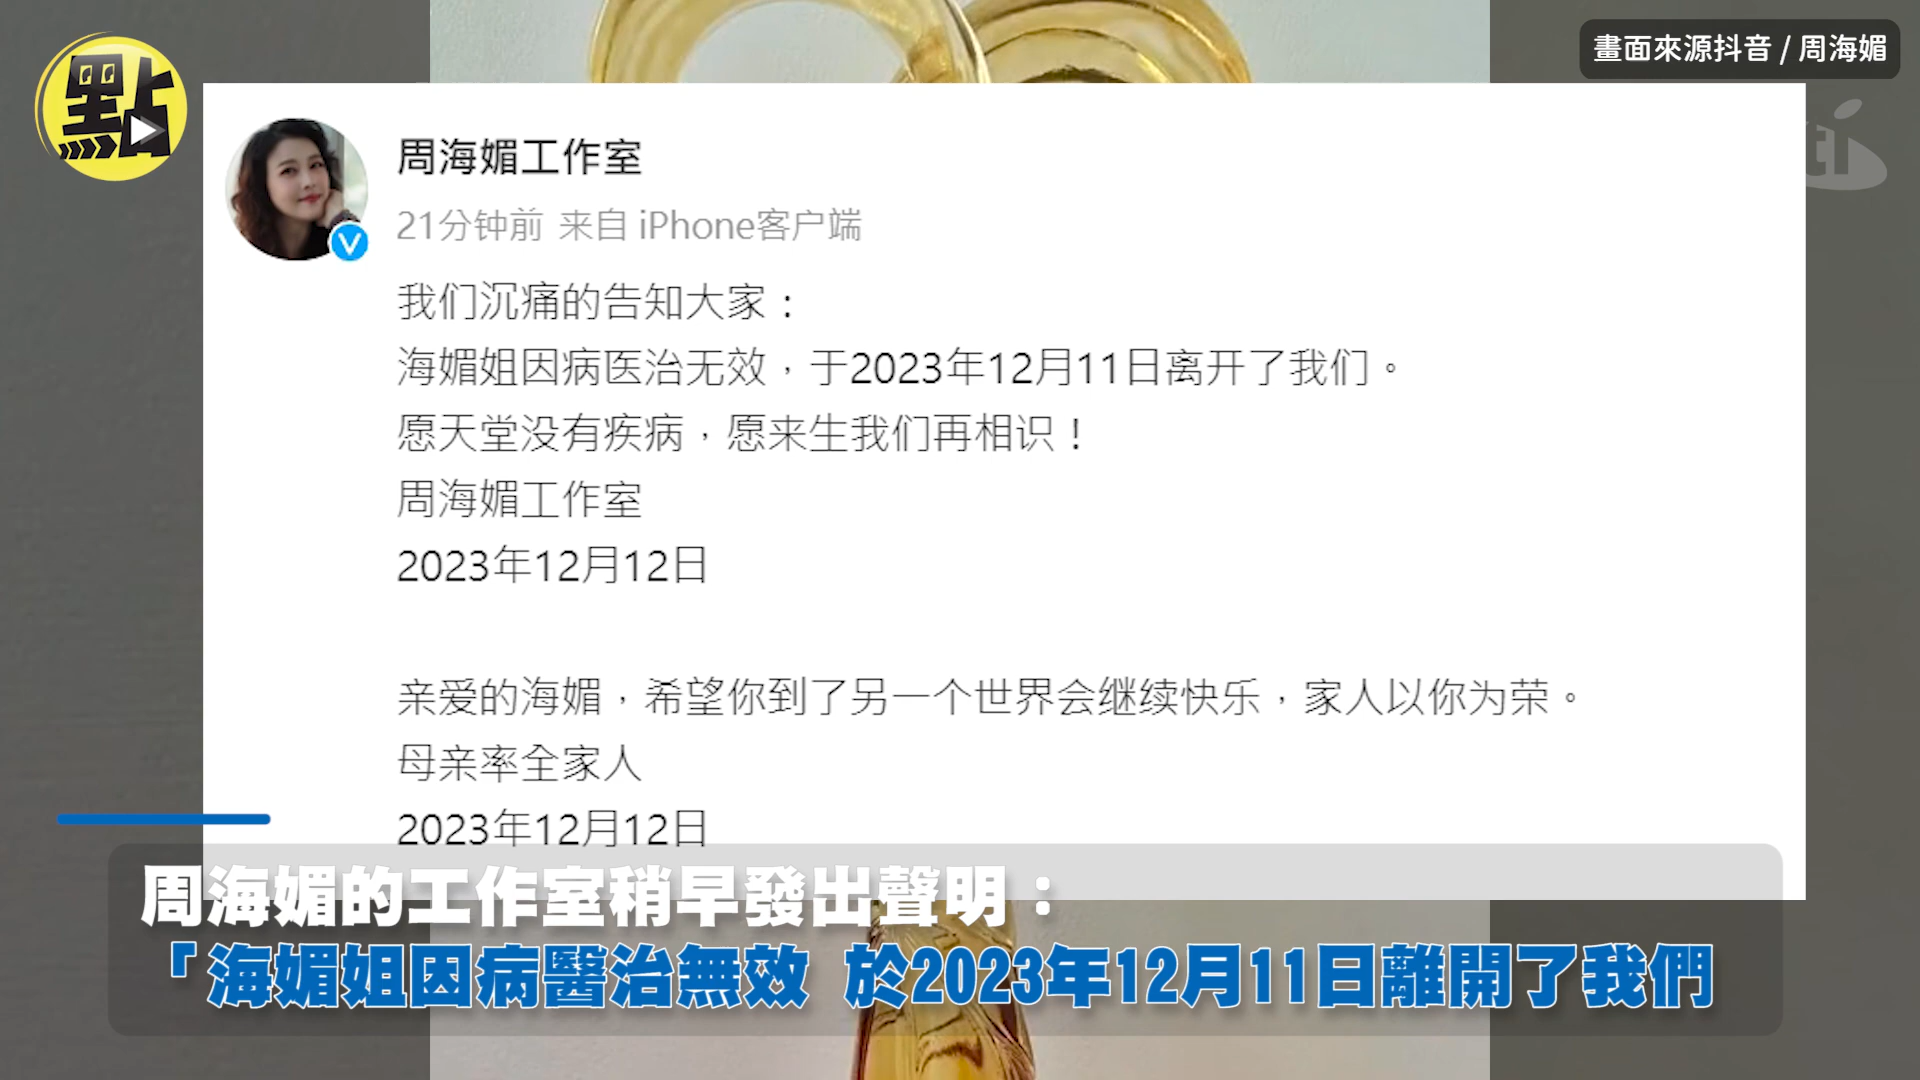 點
畫面來源抖音 / 周海媚
周海媚工作室
21分钟前 来自 iPhone客户端
我们沉痛的告知大家：
海媚姐因病医治无效，于2023年12月11日离开了我们。
愿天堂没有疾病，愿来生我们再相识！
周海媚工作室
2023年12月12日
亲爱的海媚，希望你到了另一个世界会继续快乐，家人以你为荣。
母亲率全家人
2023年12月12日
周海媚的工作室稍早發出聲明：
「海媚姐因病醫治無效 於2023年12月11日離開了我們